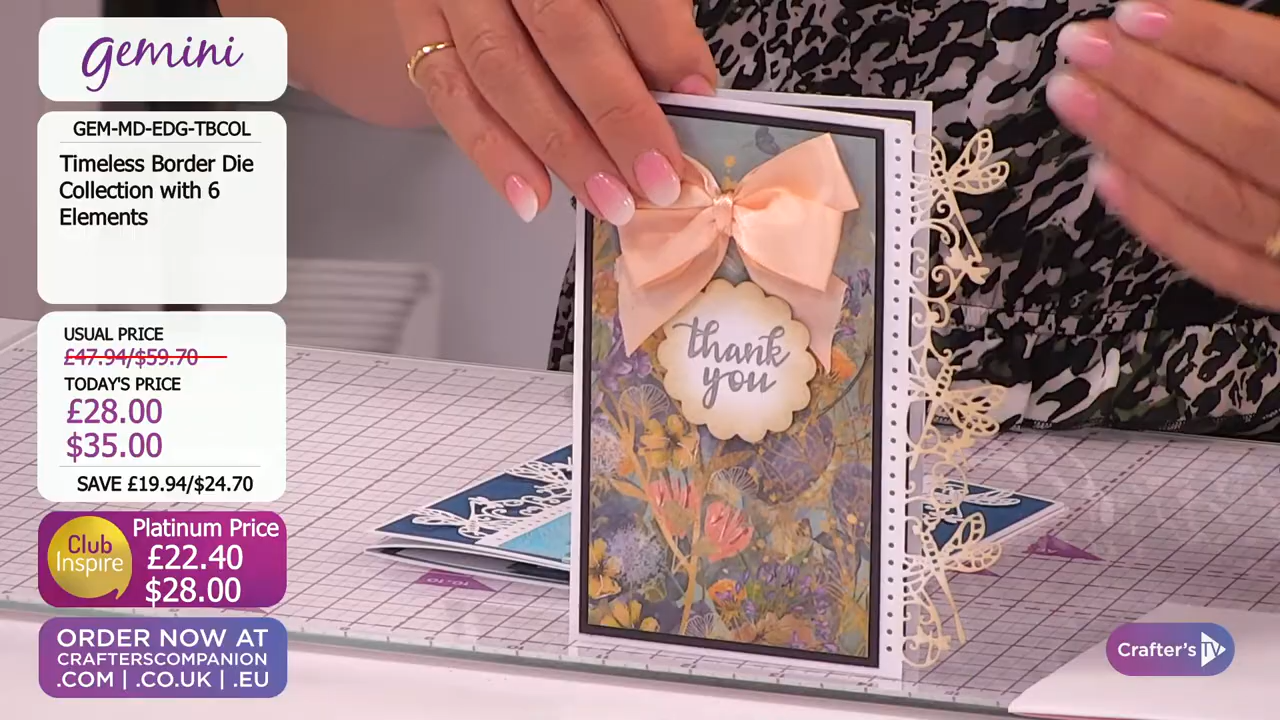 gemini
GEM-MD-EDG-TBCOL
Timeless Border Die
Collection with 6
Elements
USUAL PRICE
£47.94/$59.70
TODAY'S PRICE
£28.00
$35.00
SAVE £19.94/$24.70
Club
Inspire
Platinum Price
£22.40
$28.00
ORDER NOW AT
CRAFTERSCOMPANION
.COM | .CO.UK | .EU
thank
you
Crafter's TV